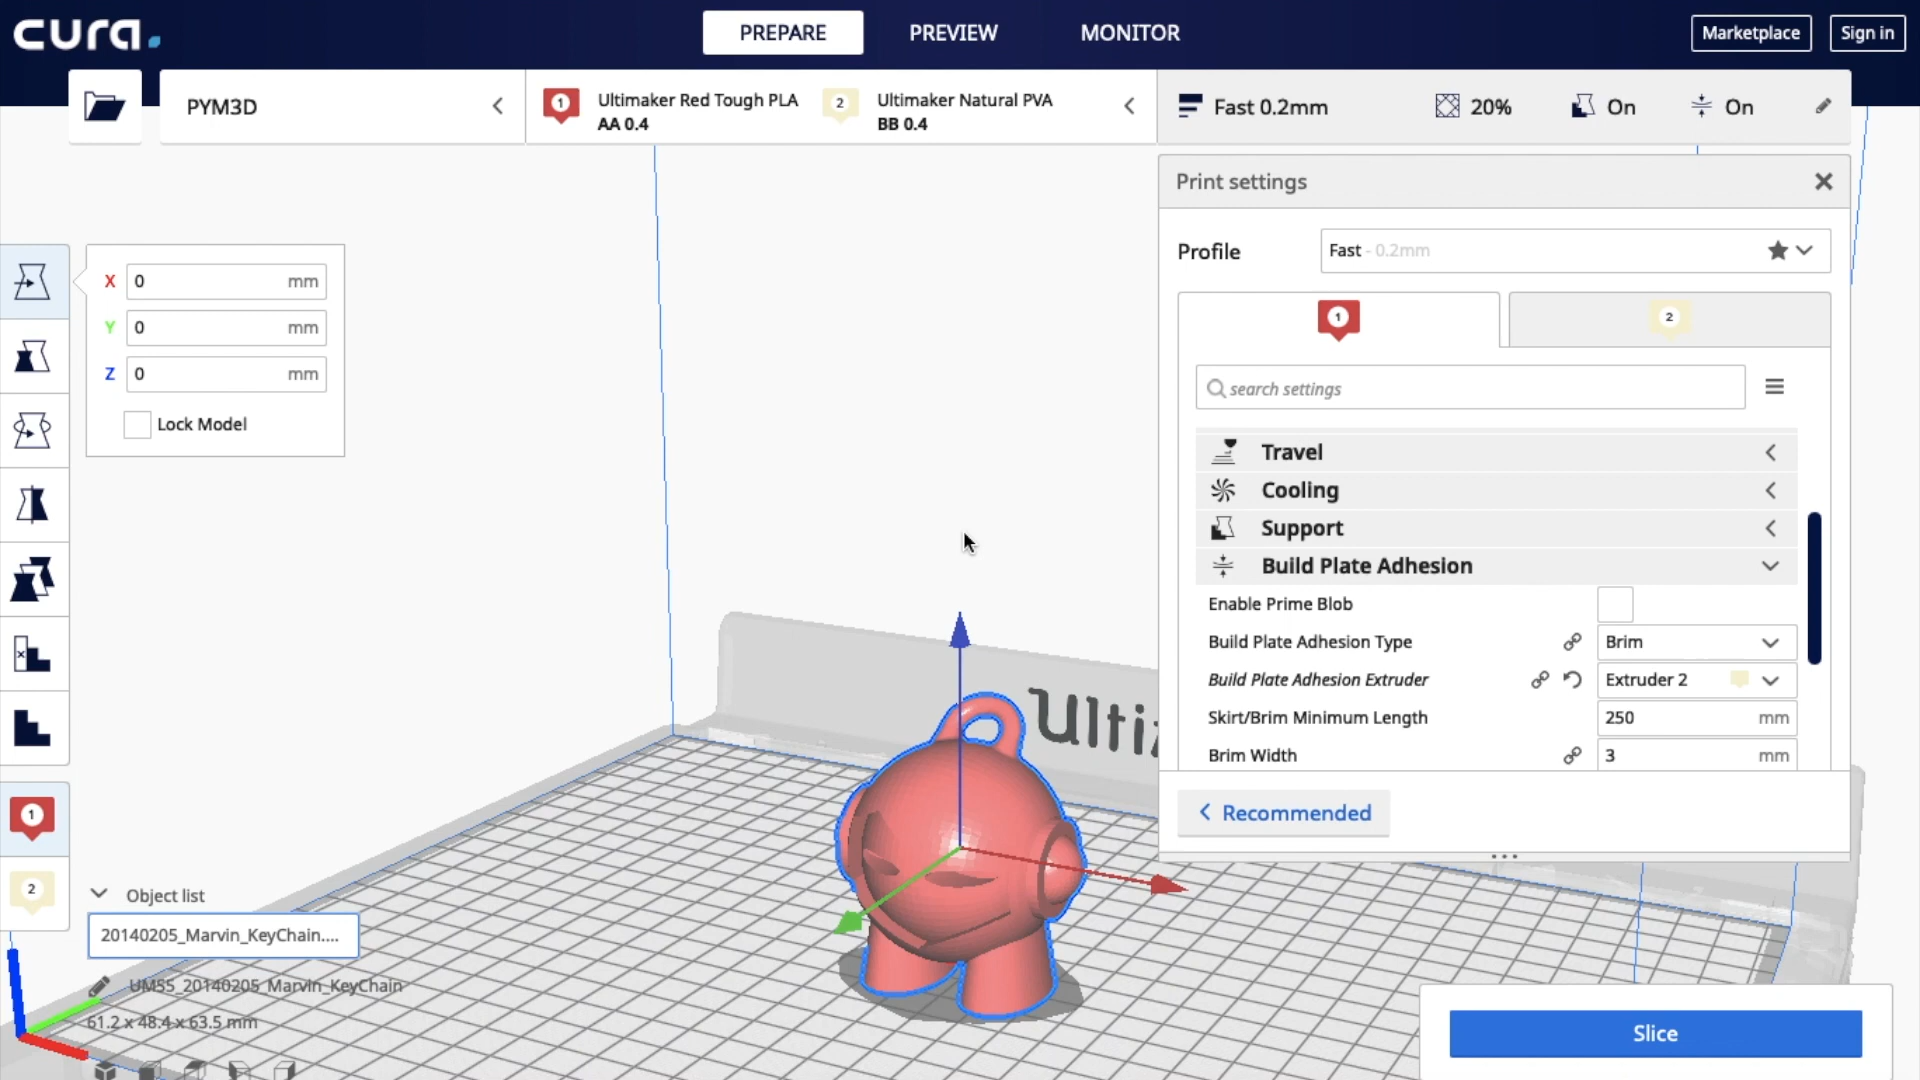 cura.
PREPARE
PREVIEW
MONITOR
Marketplace
Sign in
PYM3D
1
Ultimaker Red Tough PLA
AA 0.4
2
Ultimaker Natural PVA
BB 0.4
Fast 0.2mm
20%
On
On
Print settings
Profile
Fast - 0.2mm
1
2
search settings
Travel
Cooling
Support
Build Plate Adhesion
Enable Prime Blob
Build Plate Adhesion Type
Brim
Build Plate Adhesion Extruder
Extruder 2
Skirt/Brim Minimum Length
250 mm
Brim Width
3 mm
Recommended
X 0 mm
Y 0 mm
Z 0 mm
Lock Model
Ulti
1
2
Object list
20140205_Marvin_KeyChain....
UMS5_20140205_Marvin_KeyChain
61.2 x 48.4 x 63.5 mm
Slice